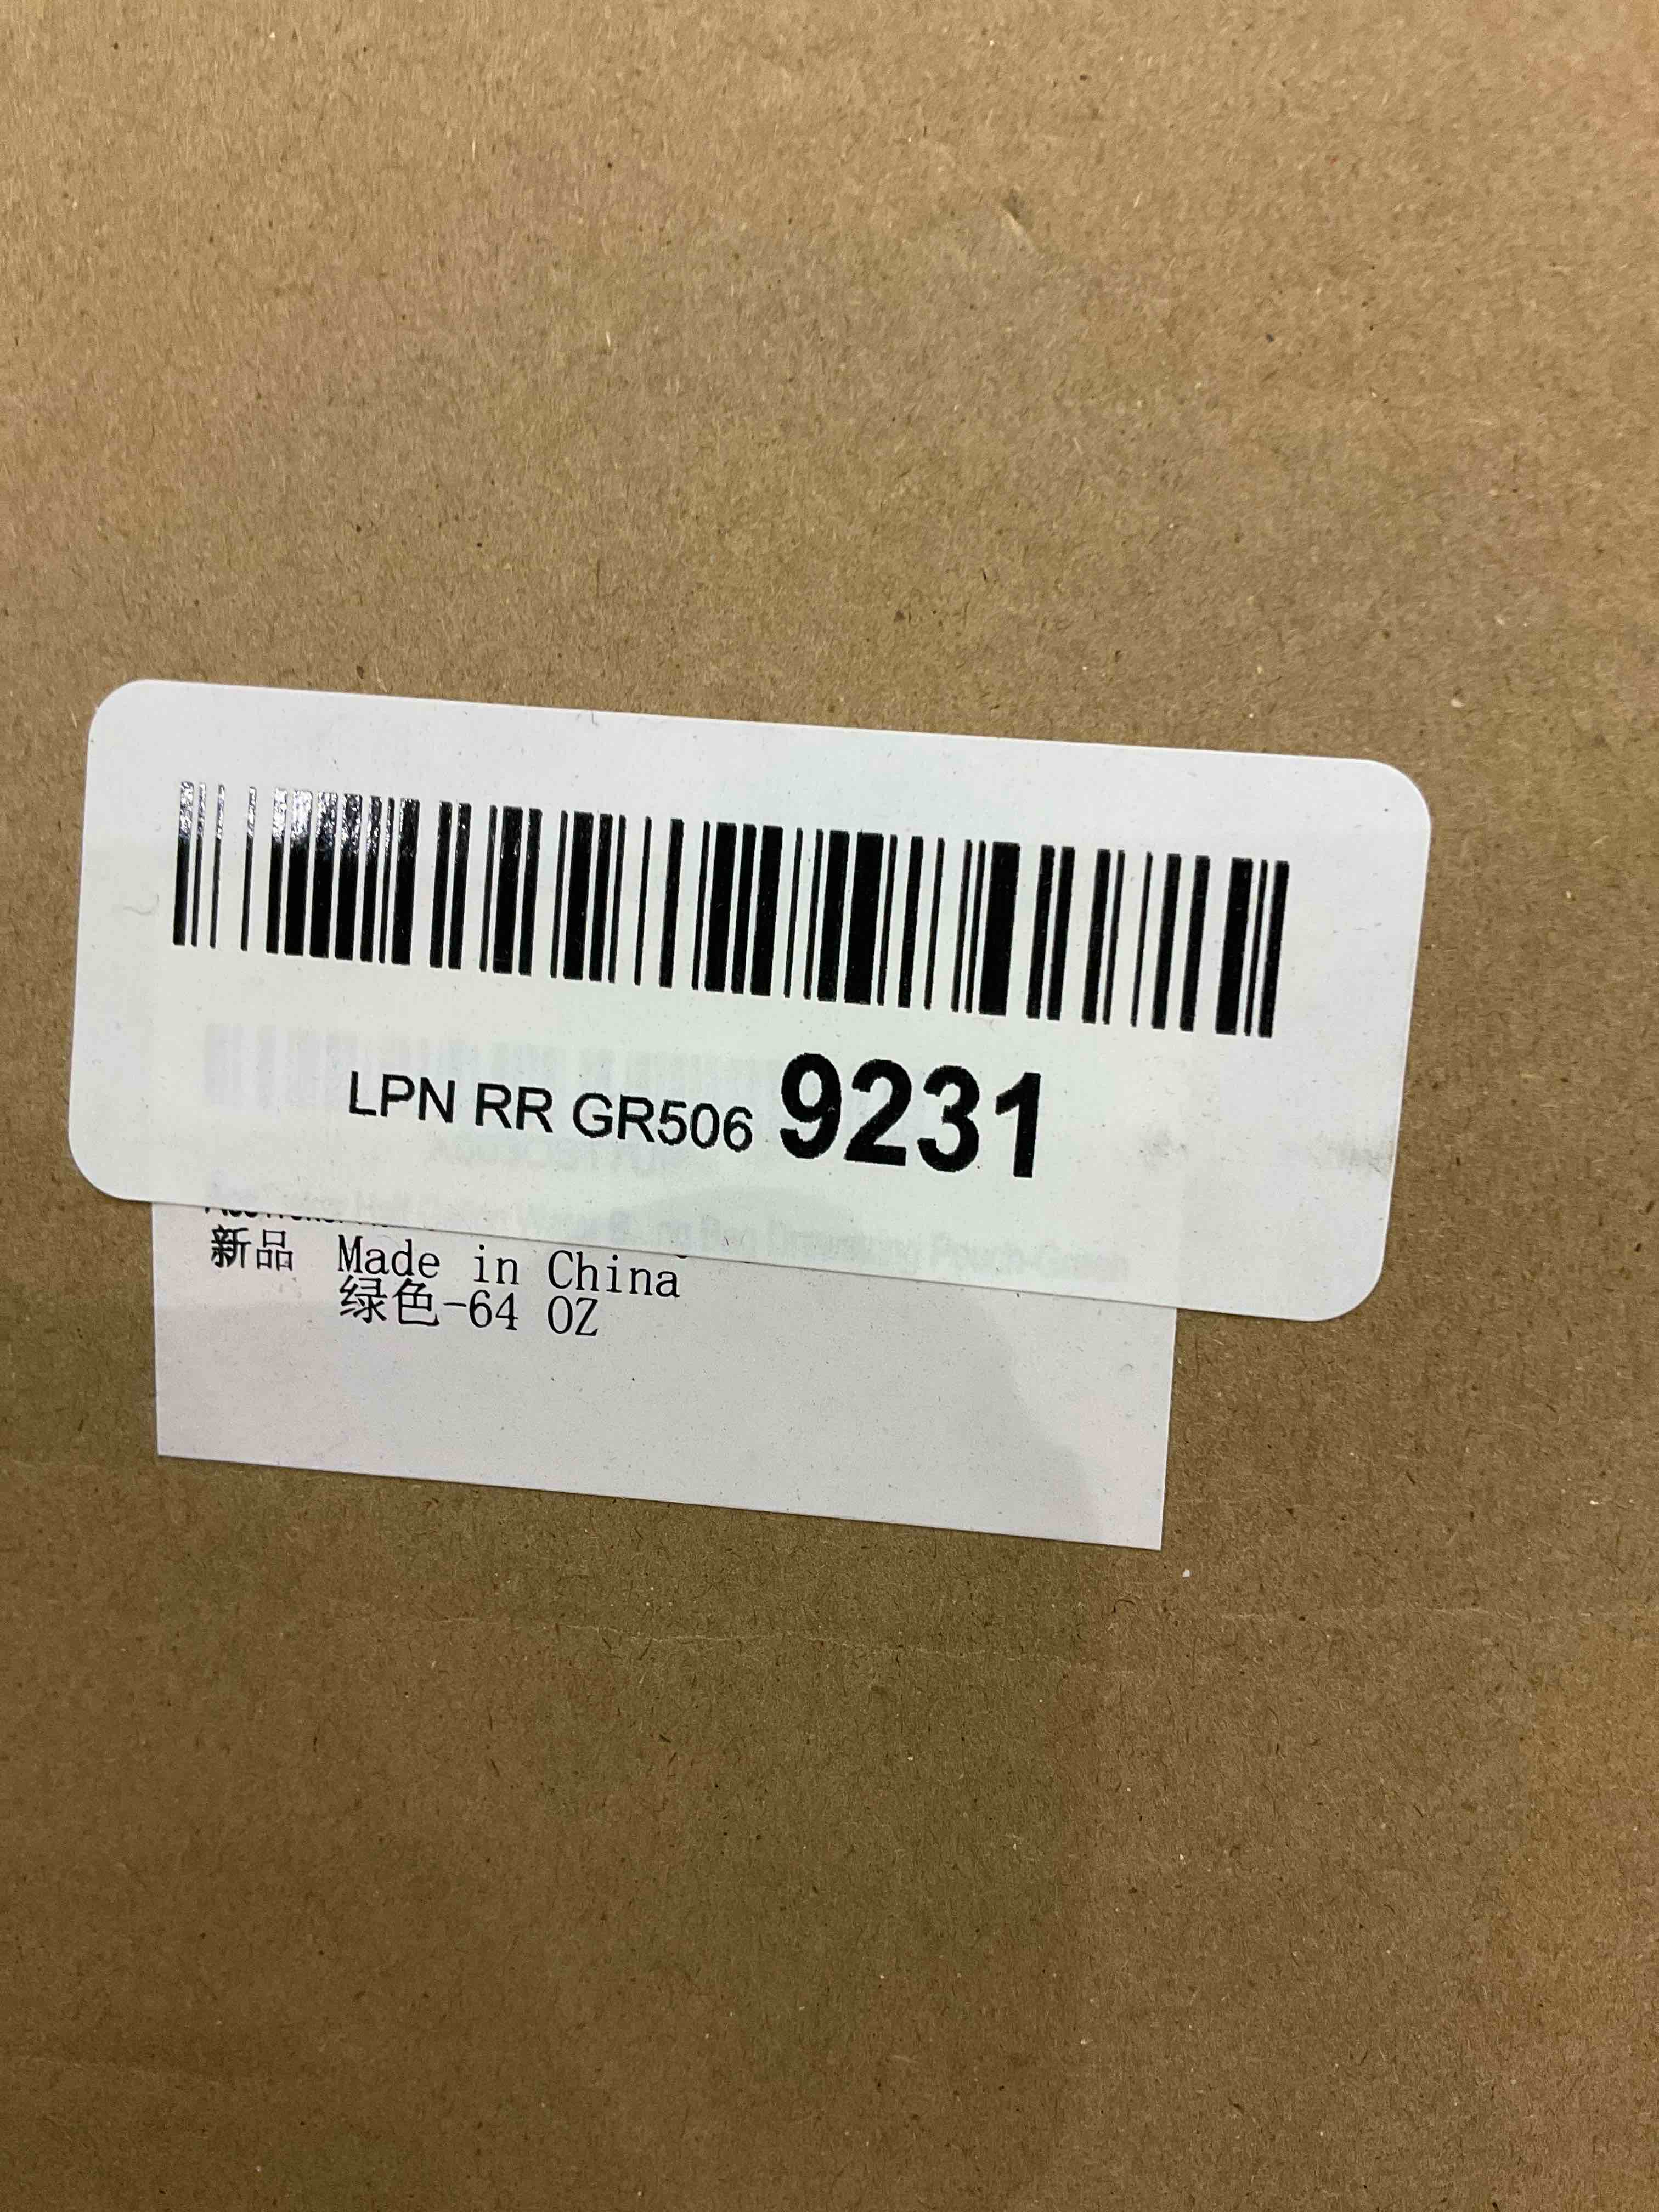 LPN RR GR506 9231
新品 Made in China
绿色-64 OZ